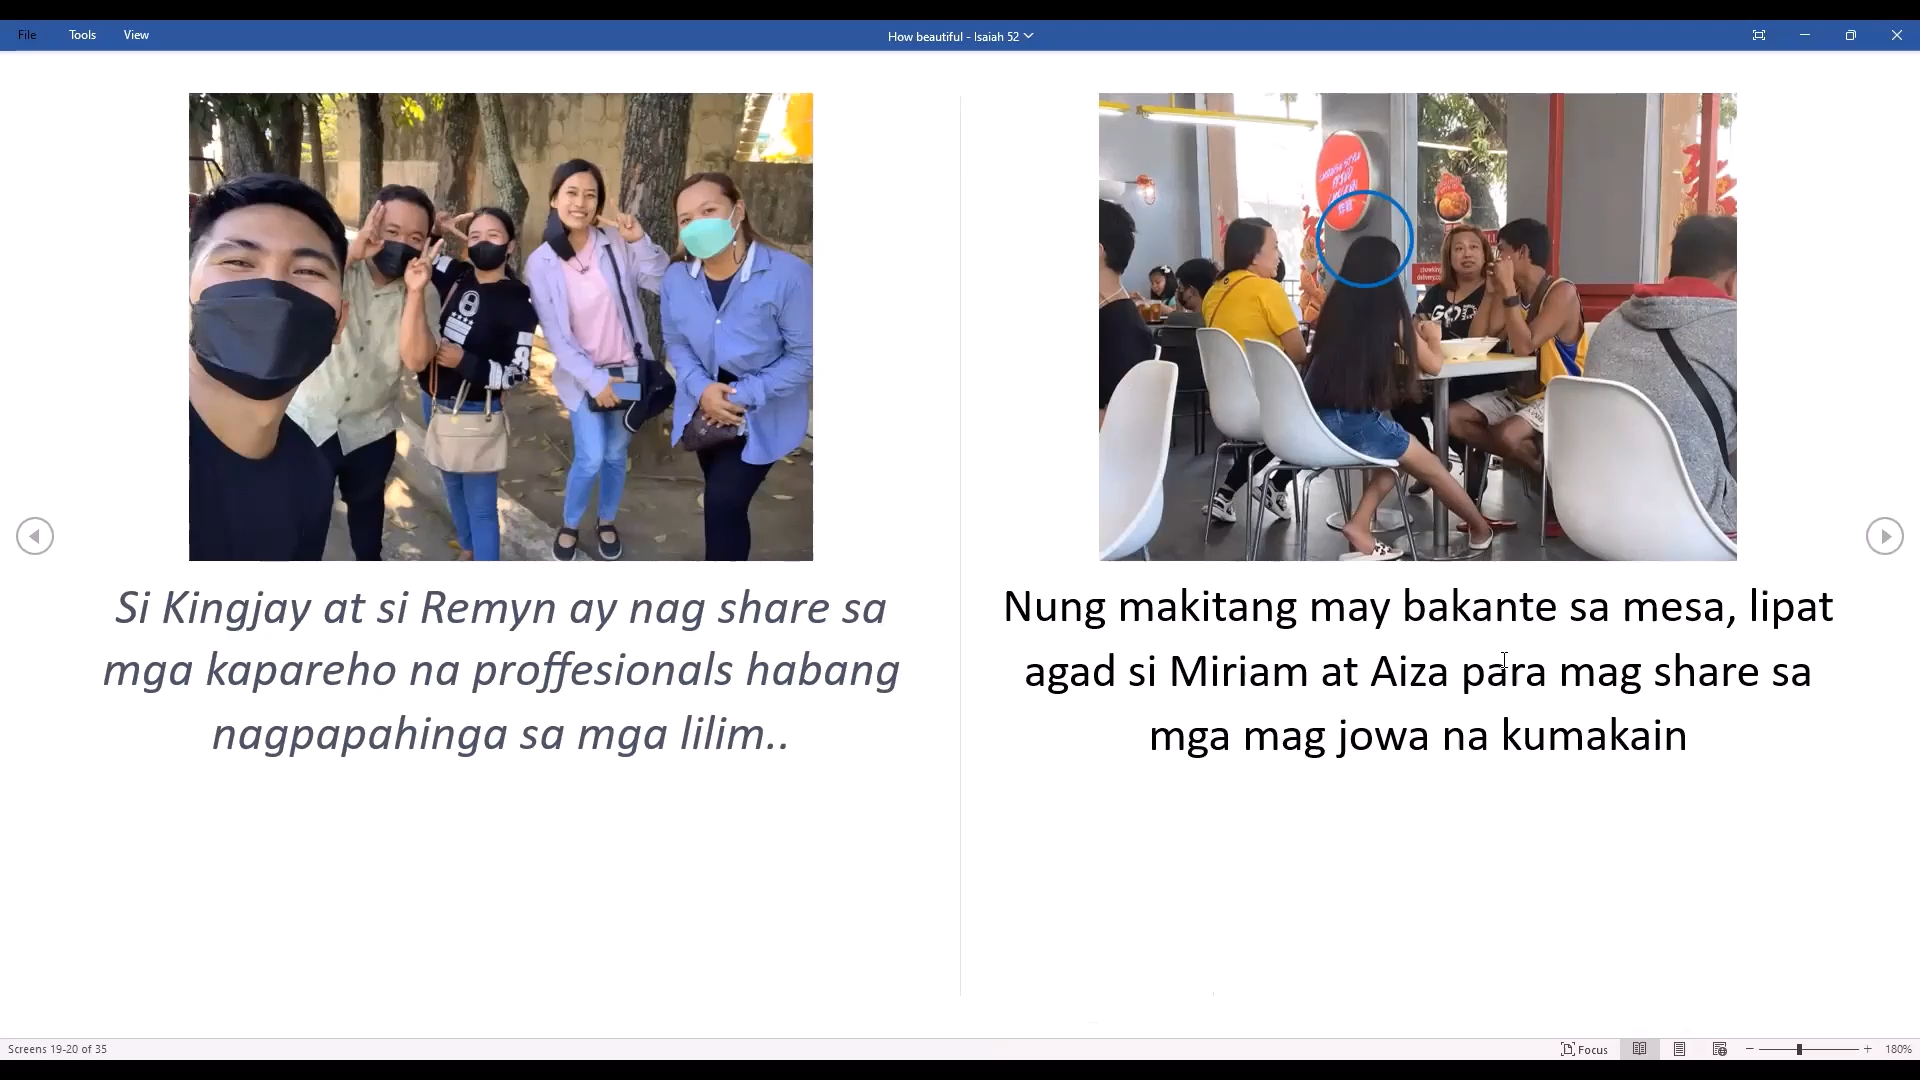 File Tools View
How beautiful - Isaiah 52
Si Kingjay at si Remyn ay nag share sa
mga kapareho na proffesionals habang
nagpapahinga sa mga lilim..
Nung makitang may bakante sa mesa, lipat
agad si Miriam at Aiza para mag share sa
mga mag jowa na kumakain
Screens 19-20 of 35
Focus
180%